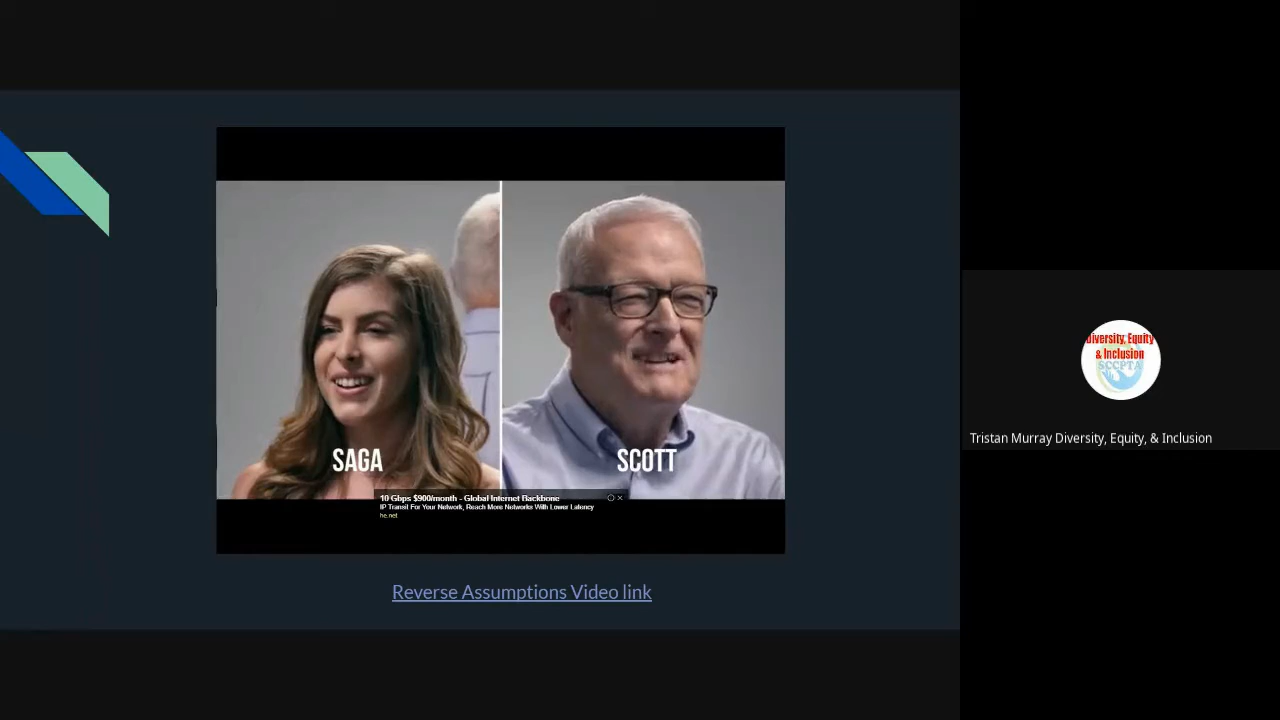 SAGA
SCOTT
10 Gbps $900/month - Global Internet Backbone
IP Transit For Your Network, Reach More Networks With Lower Latency
he.net
Reverse Assumptions Video link
Diversity, Equity
& Inclusion
SCCPTA
Tristan Murray Diversity, Equity, & Inclusion